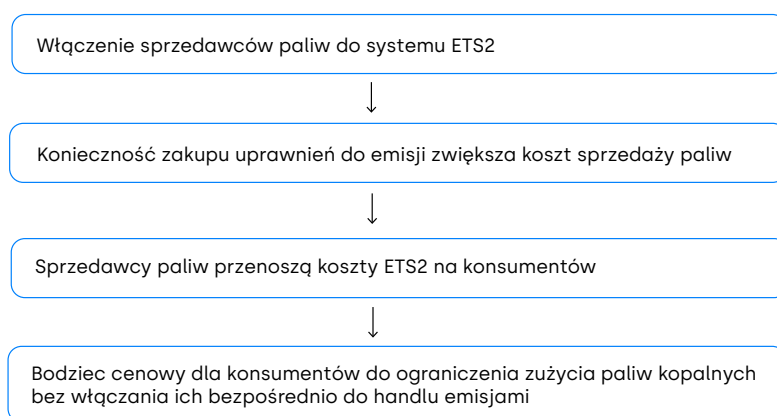 Włączenie sprzedawców paliw do systemu ETS2
Konieczność zakupu uprawnień do emisji zwiększa koszt sprzedaży paliw
Sprzedawcy paliw przenoszą koszty ETS2 na konsumentów
Bodziec cenowy dla konsumentów do ograniczenia zużycia paliw kopalnych
bez włączania ich bezpośrednio do handlu emisjami